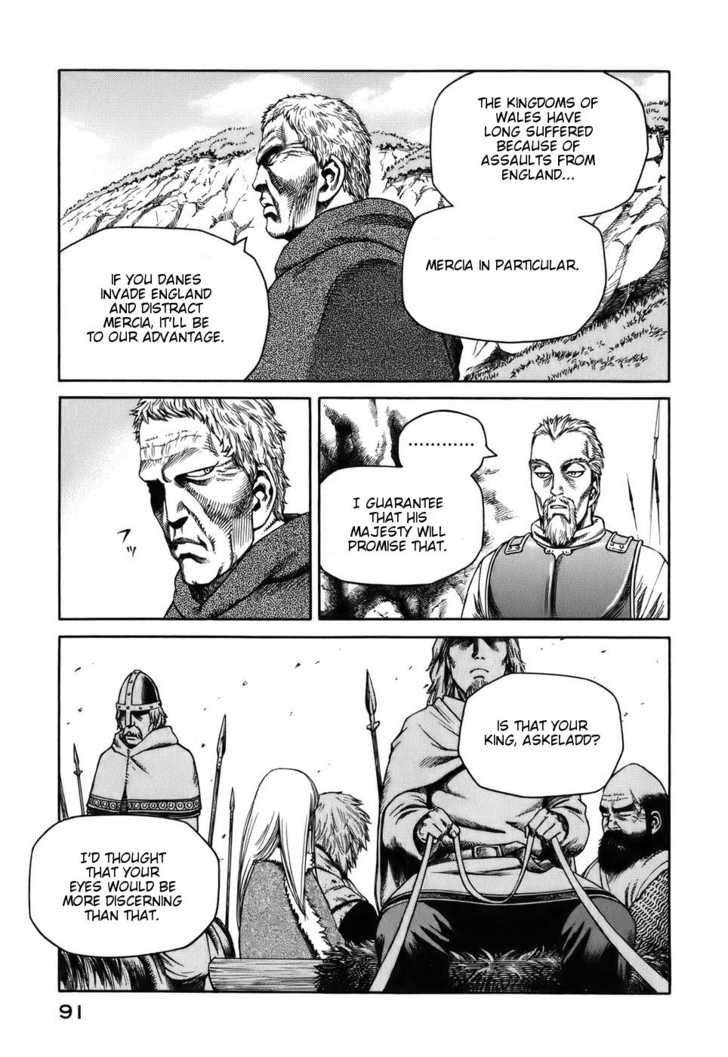 THE KINGDOMS OF
WALES HAVE
LONG SUFFERED
BECAUSE OF
ASSAULTS FROM
ENGLAND...
MERCIA IN PARTICULAR.
IF YOU DANES
INVADE ENGLAND
AND DISTRACT
MERCIA, IT'LL BE
TO OUR ADVANTAGE.
............
I GUARANTEE
THAT HIS
MAJESTY WILL
PROMISE THAT.
IS THAT YOUR
KING, ASKELADD?
I'D THOUGHT
THAT YOUR
EYES WOULD BE
MORE DISCERNING
THAN THAT.
91